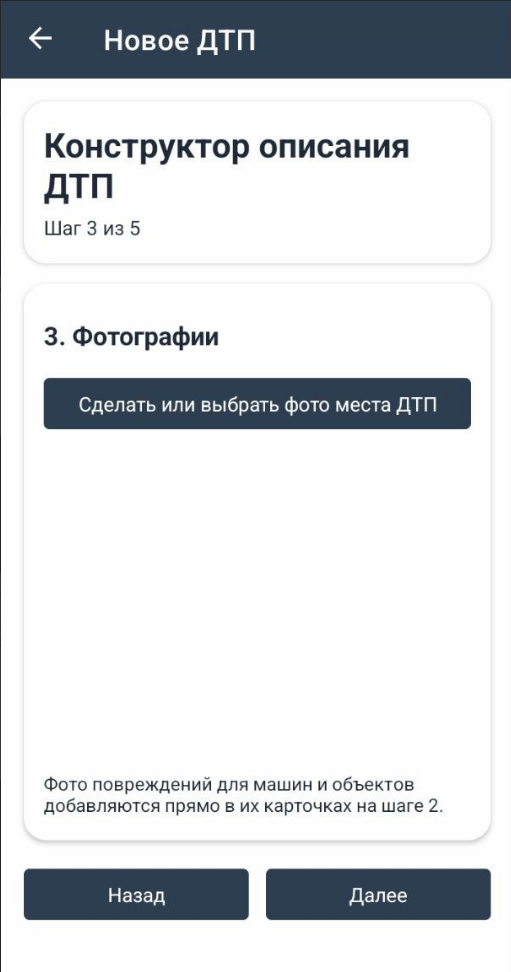 Новое ДТП
Конструктор описания
ДТП
Шаг 3 из 5
3. Фотографии
Сделать или выбрать фото места ДТП
Фото повреждений для машин и объектов
добавляются прямо в их карточках на шаге 2.
Назад
Далее